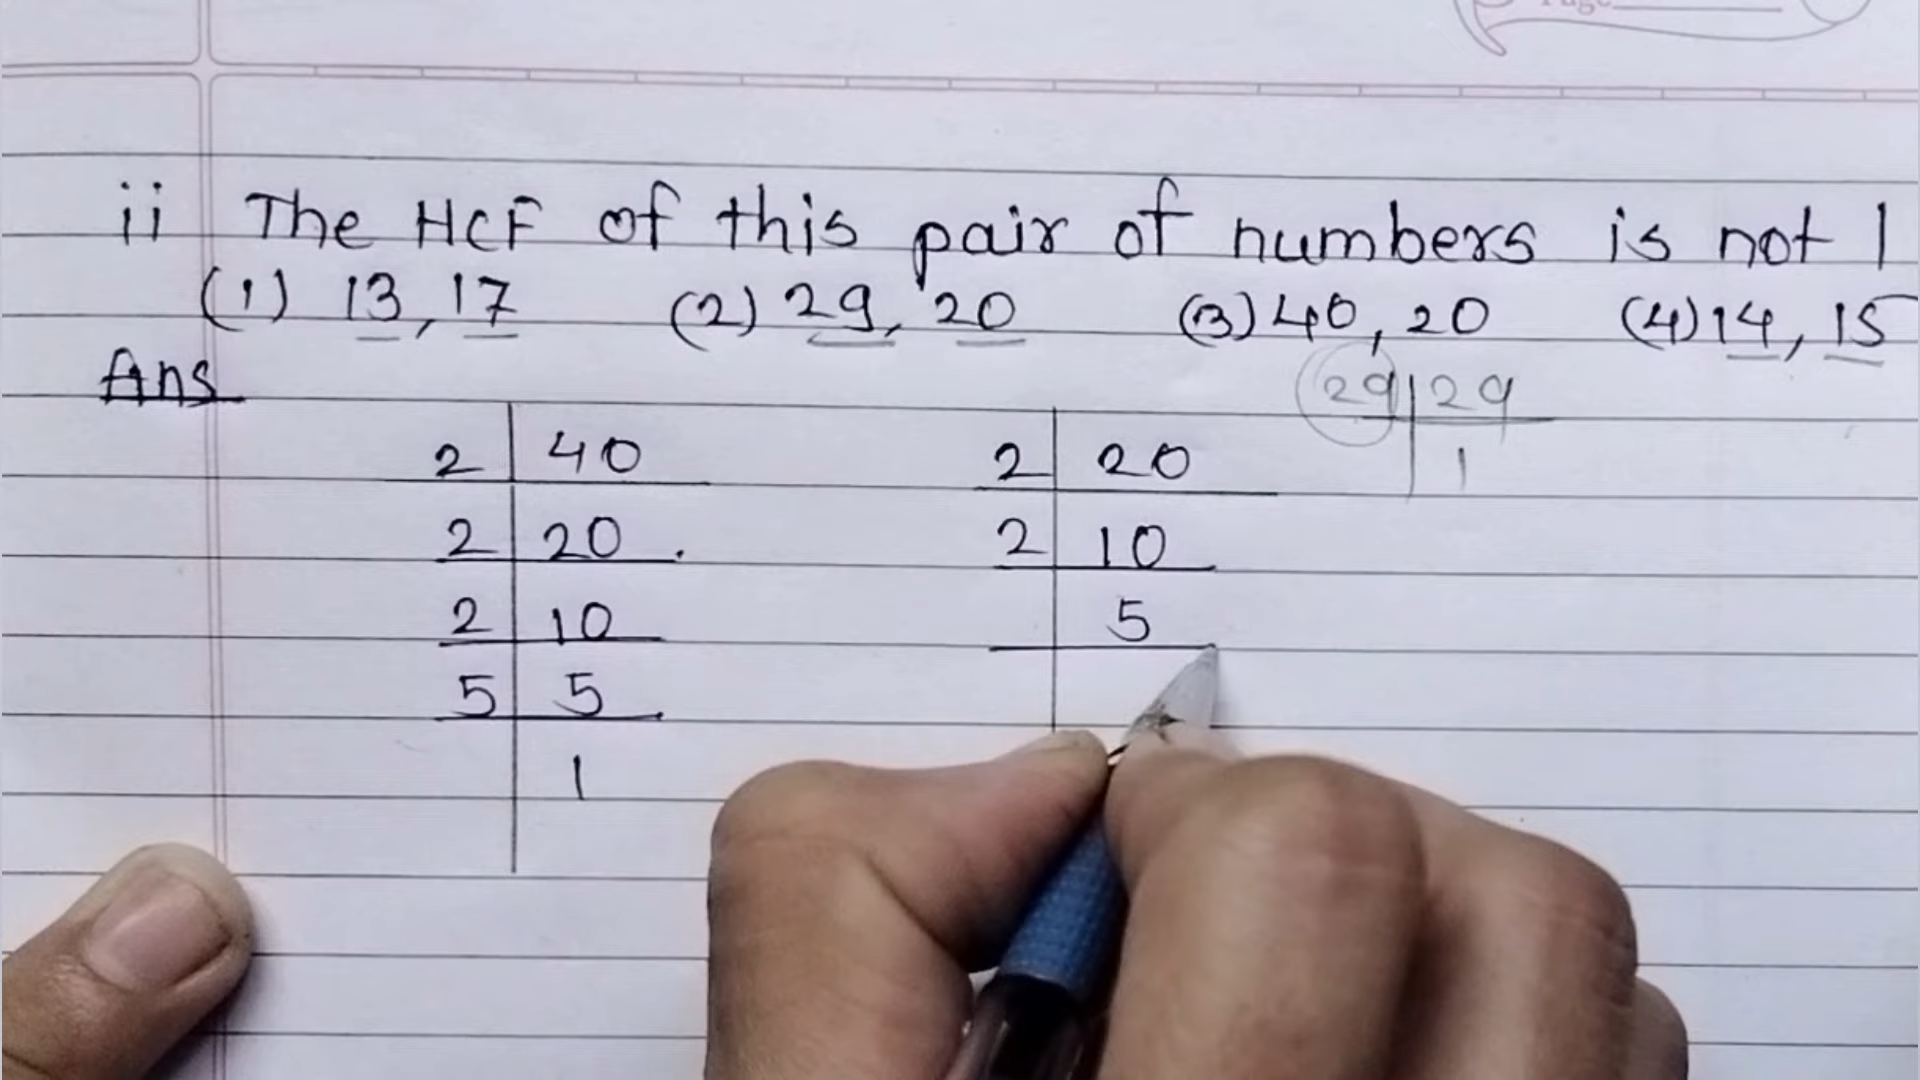 Page
ii The HCF of this pair of numbers is not 1
(1) 13, 17 (2) 29, 20 (3) 40, 20 (4) 14, 15
Ans
29 | 29
1
2 | 40
2 | 20 .
2 | 10
5 | 5
1
2 | 20
2 | 10
5